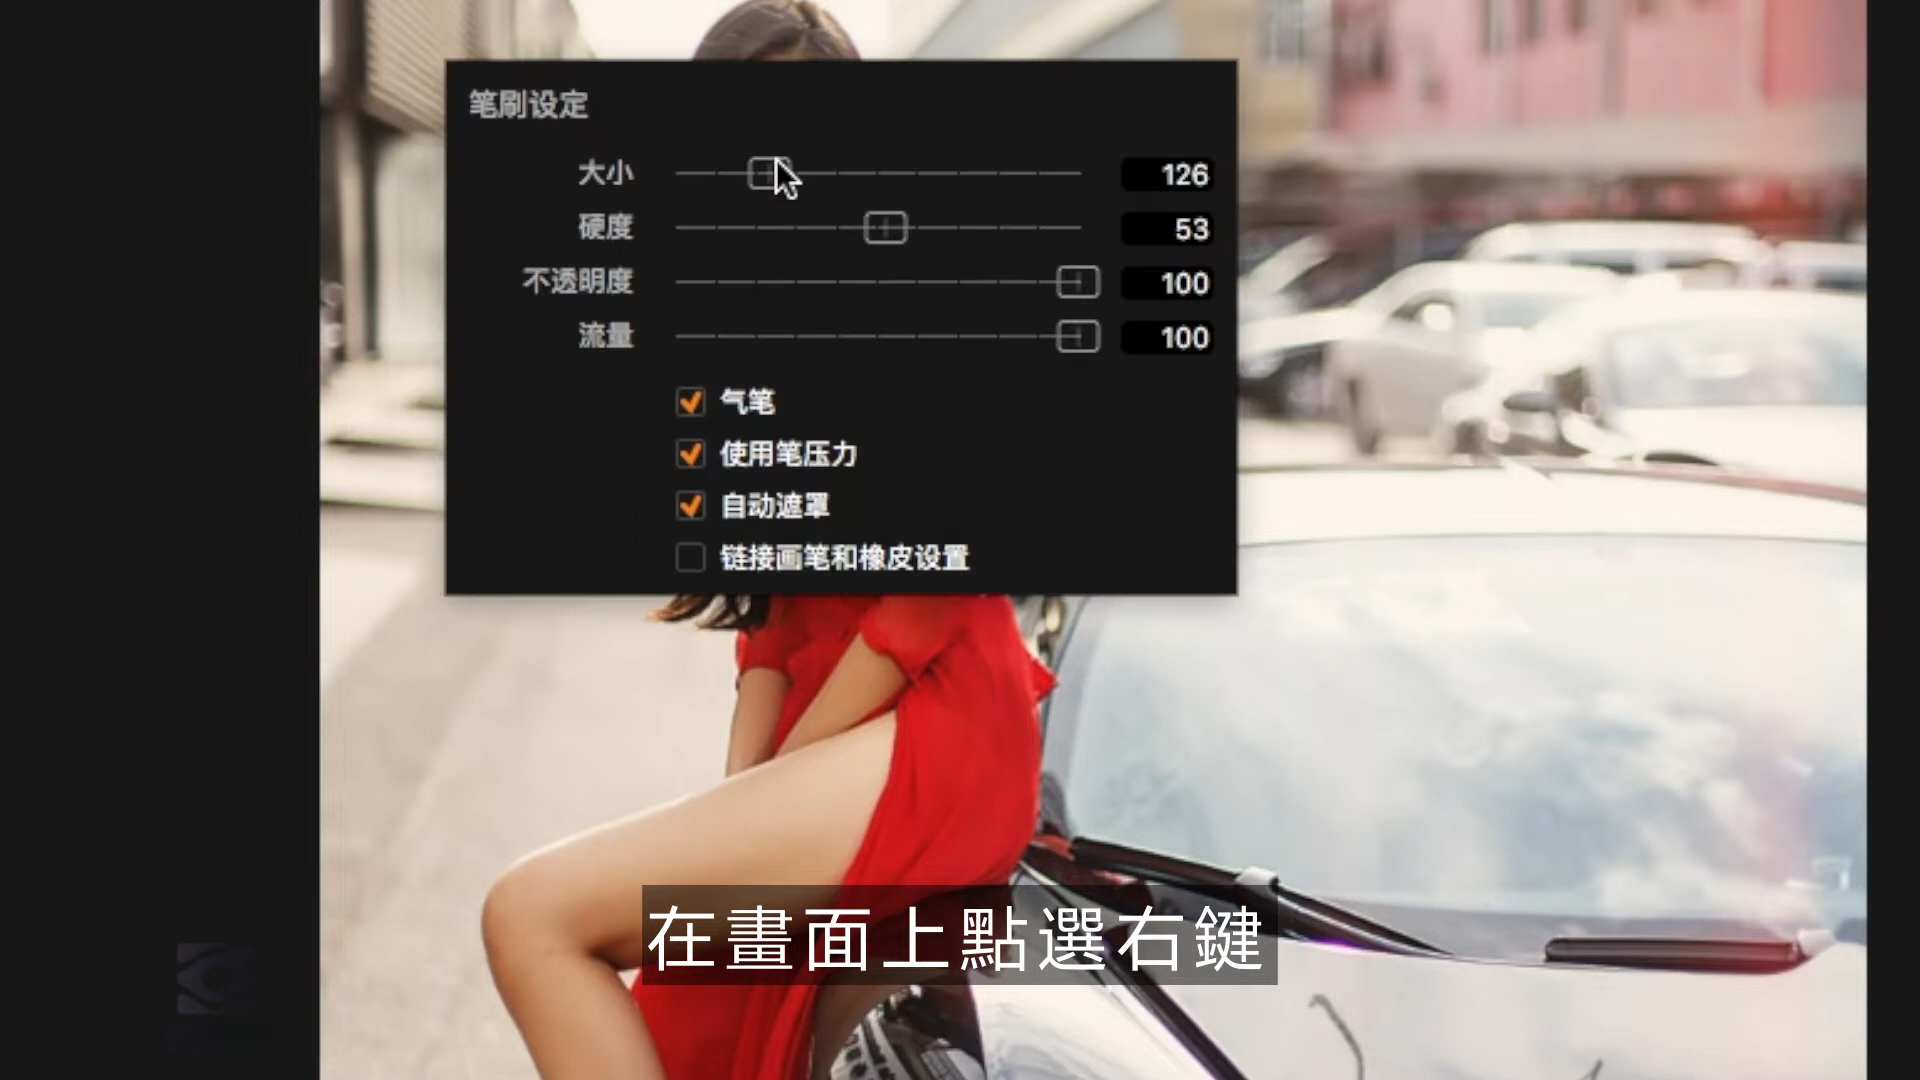 笔刷设定
大小 126
硬度 53
不透明度 100
流量 100
气笔
使用笔压力
自动遮罩
链接画笔和橡皮设置
在畫面上點選右鍵